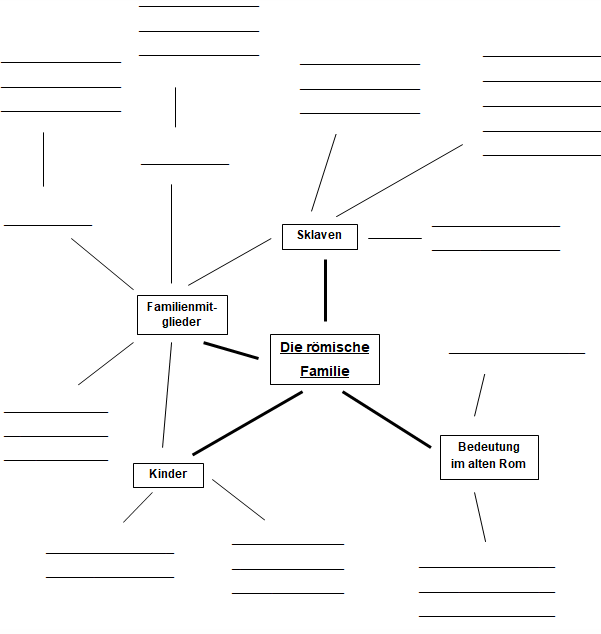 Sklaven
Familienmit-
glieder
Die römische
Familie
Kinder
Bedeutung
im alten Rom